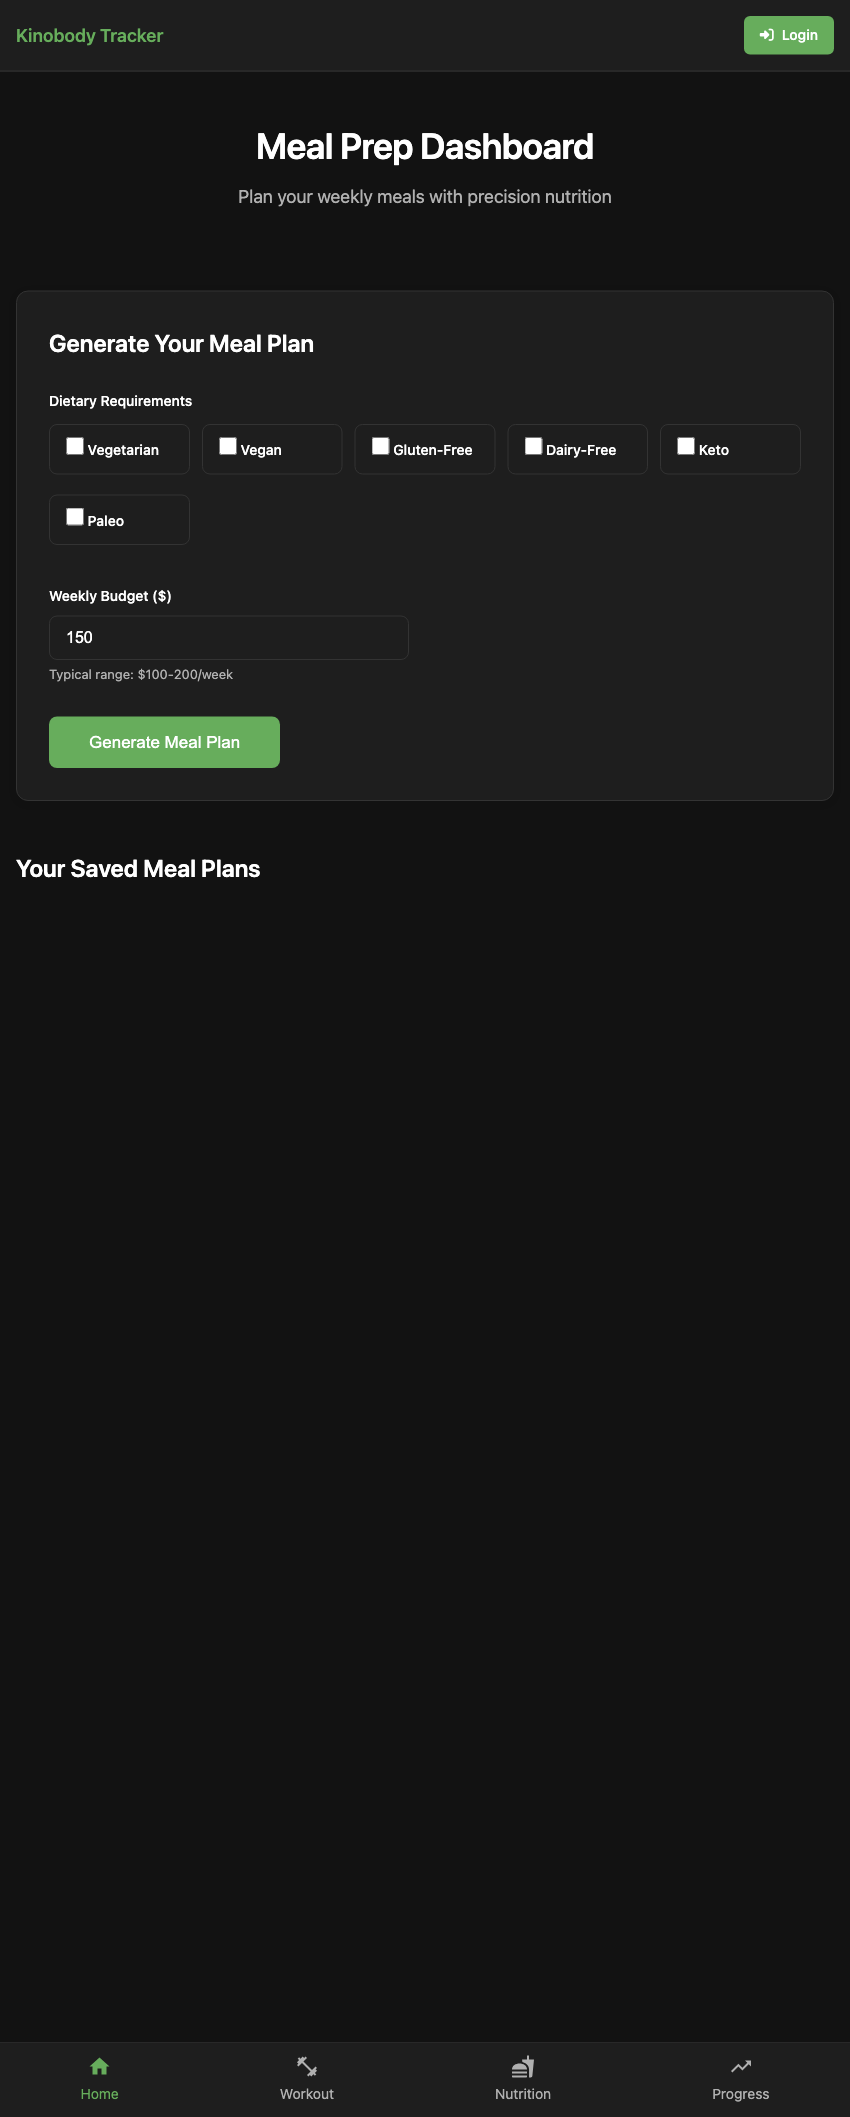 Kinobody Tracker
Login
Meal Prep Dashboard
Plan your weekly meals with precision nutrition
Generate Your Meal Plan
Dietary Requirements
Vegetarian
Vegan
Gluten-Free
Dairy-Free
Keto
Paleo
Weekly Budget ($)
150
Typical range: $100-200/week
Generate Meal Plan
Your Saved Meal Plans
Home
Workout
Nutrition
Progress